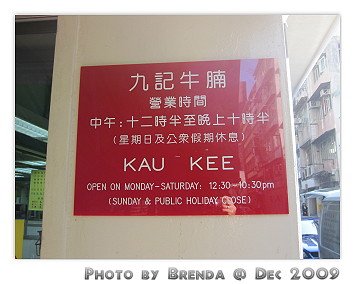 九記牛腩
營業時間
中午:十二時半至晚上十時半
(星期日及公衆假期休息)
KAU KEE
OPEN ON MONDAY-SATURDAY: 12:30-10:30pm
(SUNDAY & PUBLIC HOLIDAY CLOSE)
PHOTO BY BRENDA @ DEC 2009